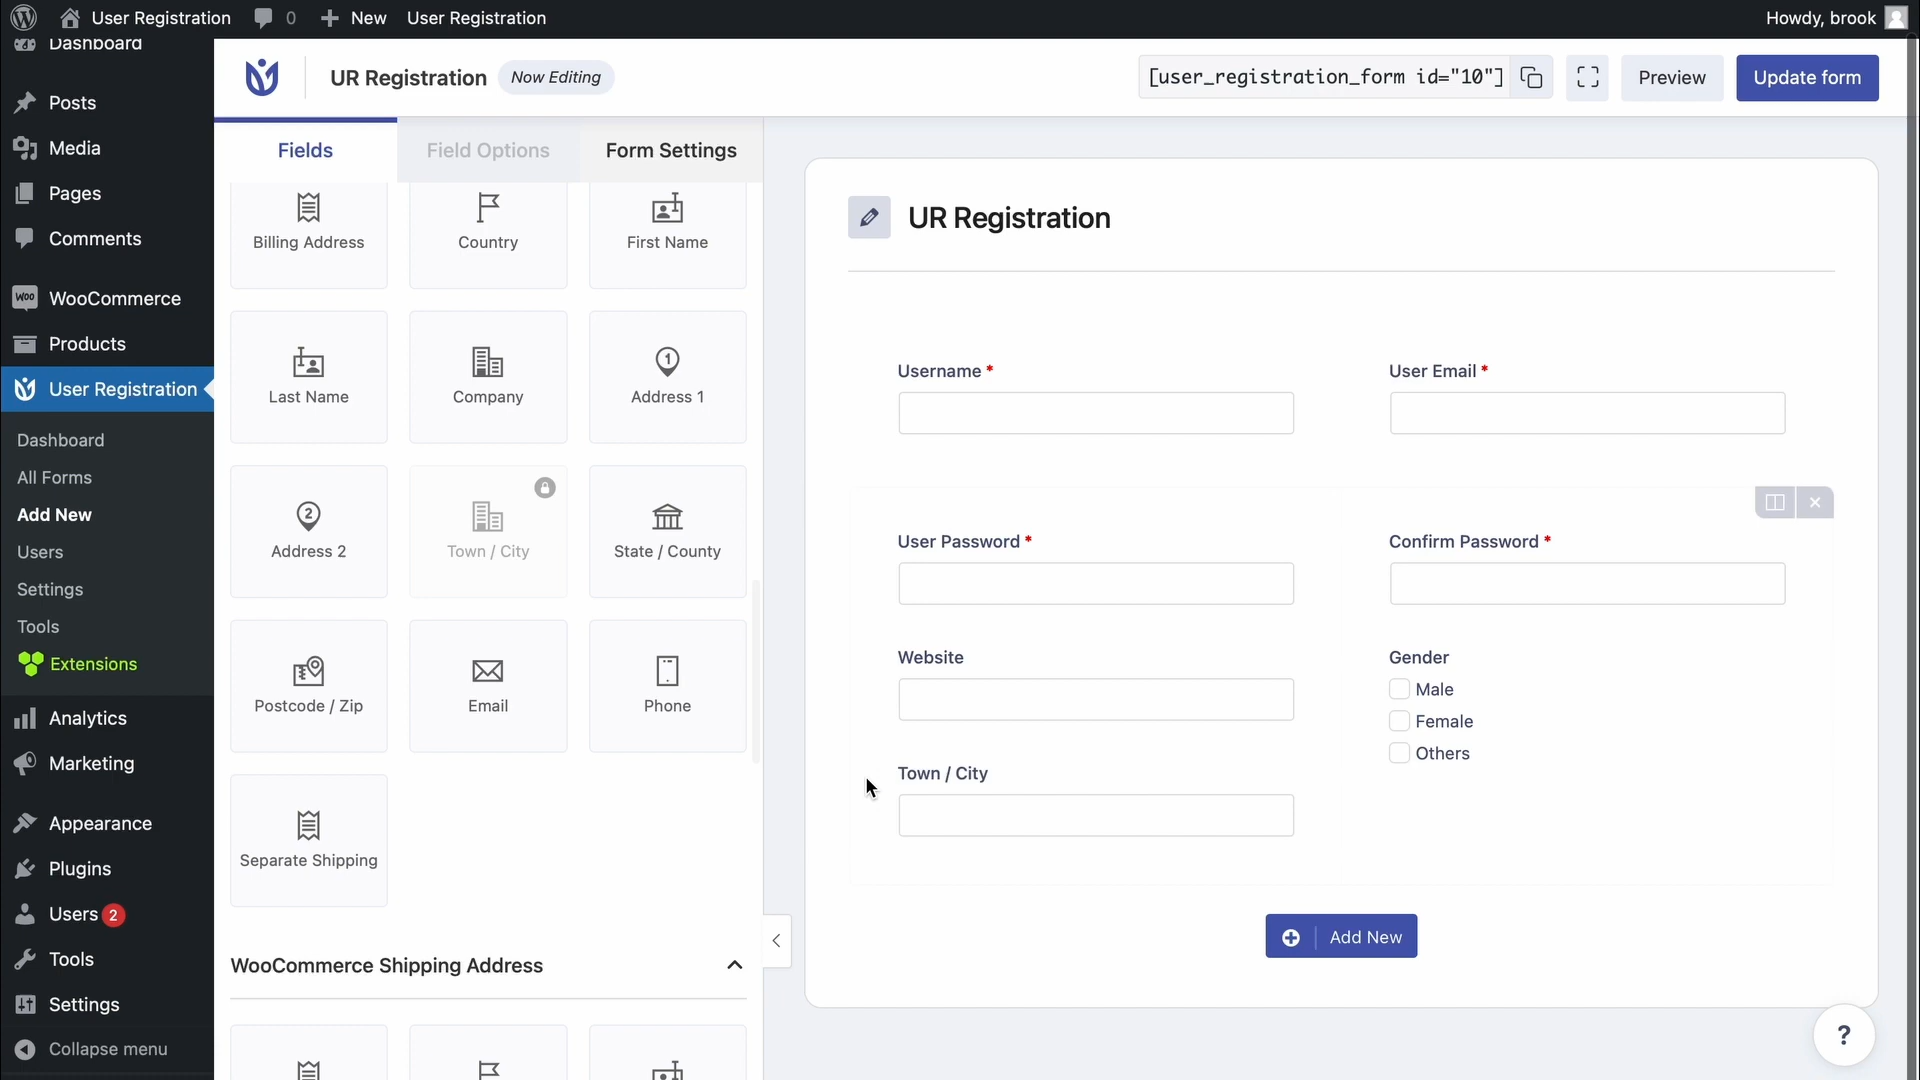 User Registration
0
New
User Registration
Howdy, brook
Dashboard
Posts
Media
Pages
Comments
WOO
WooCommerce
Products
User Registration
Dashboard
All Forms
Add New
Users
Settings
Tools
Extensions
Analytics
Marketing
Appearance
Plugins
Users 2
Tools
Settings
Collapse menu
UR Registration
Now Editing
[user_registration_form id="10"]
Preview
Update form
Fields
Field Options
Form Settings
Billing Address
Country
First Name
Last Name
Company
1
Address 1
2
Address 2
Town / City
State / County
Postcode / Zip
Email
Phone
Separate Shipping
WooCommerce Shipping Address
UR Registration
Username *
User Email *
User Password *
Confirm Password *
Website
Gender
Male
Female
Others
Town / City
Add New
?